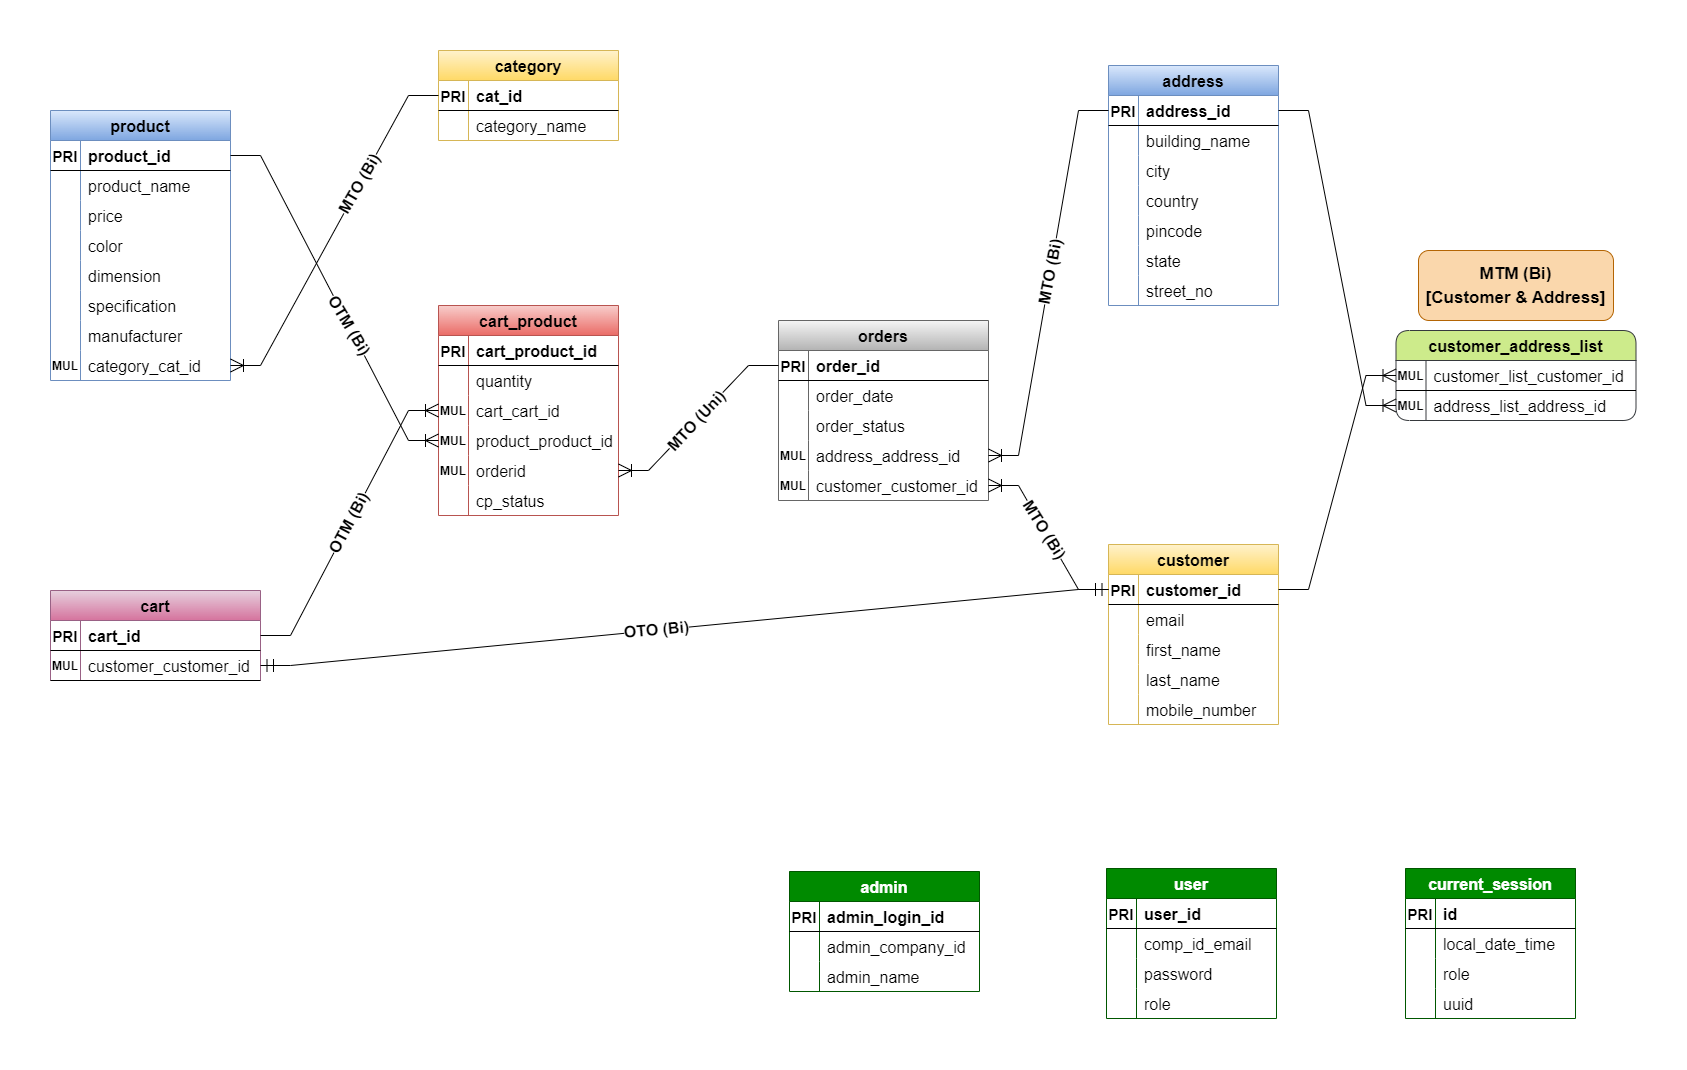 category
PRI cat_id
category_name
product
PRI product_id
product_name
price
color
dimension
specification
manufacturer
MUL category_cat_id
MTO (Bi)
OTM (Bi)
cart_product
PRI cart_product_id
quantity
MUL cart_cart_id
MUL product_product_id
MUL orderid
cp_status
OTM (Bi)
MTO (Uni)
orders
PRI order_id
order_date
order_status
MUL address_address_id
MUL customer_customer_id
MTO (Bi)
MTO (Bi)
address
PRI address_id
building_name
city
country
pincode
state
street_no
MTM (Bi)
[Customer & Address]
customer_address_list
MUL customer_list_customer_id
MUL address_list_address_id
customer
PRI customer_id
email
first_name
last_name
mobile_number
cart
PRI cart_id
MUL customer_customer_id
OTO (Bi)
admin
PRI admin_login_id
admin_company_id
admin_name
user
PRI user_id
comp_id_email
password
role
current_session
PRI id
local_date_time
role
uuid